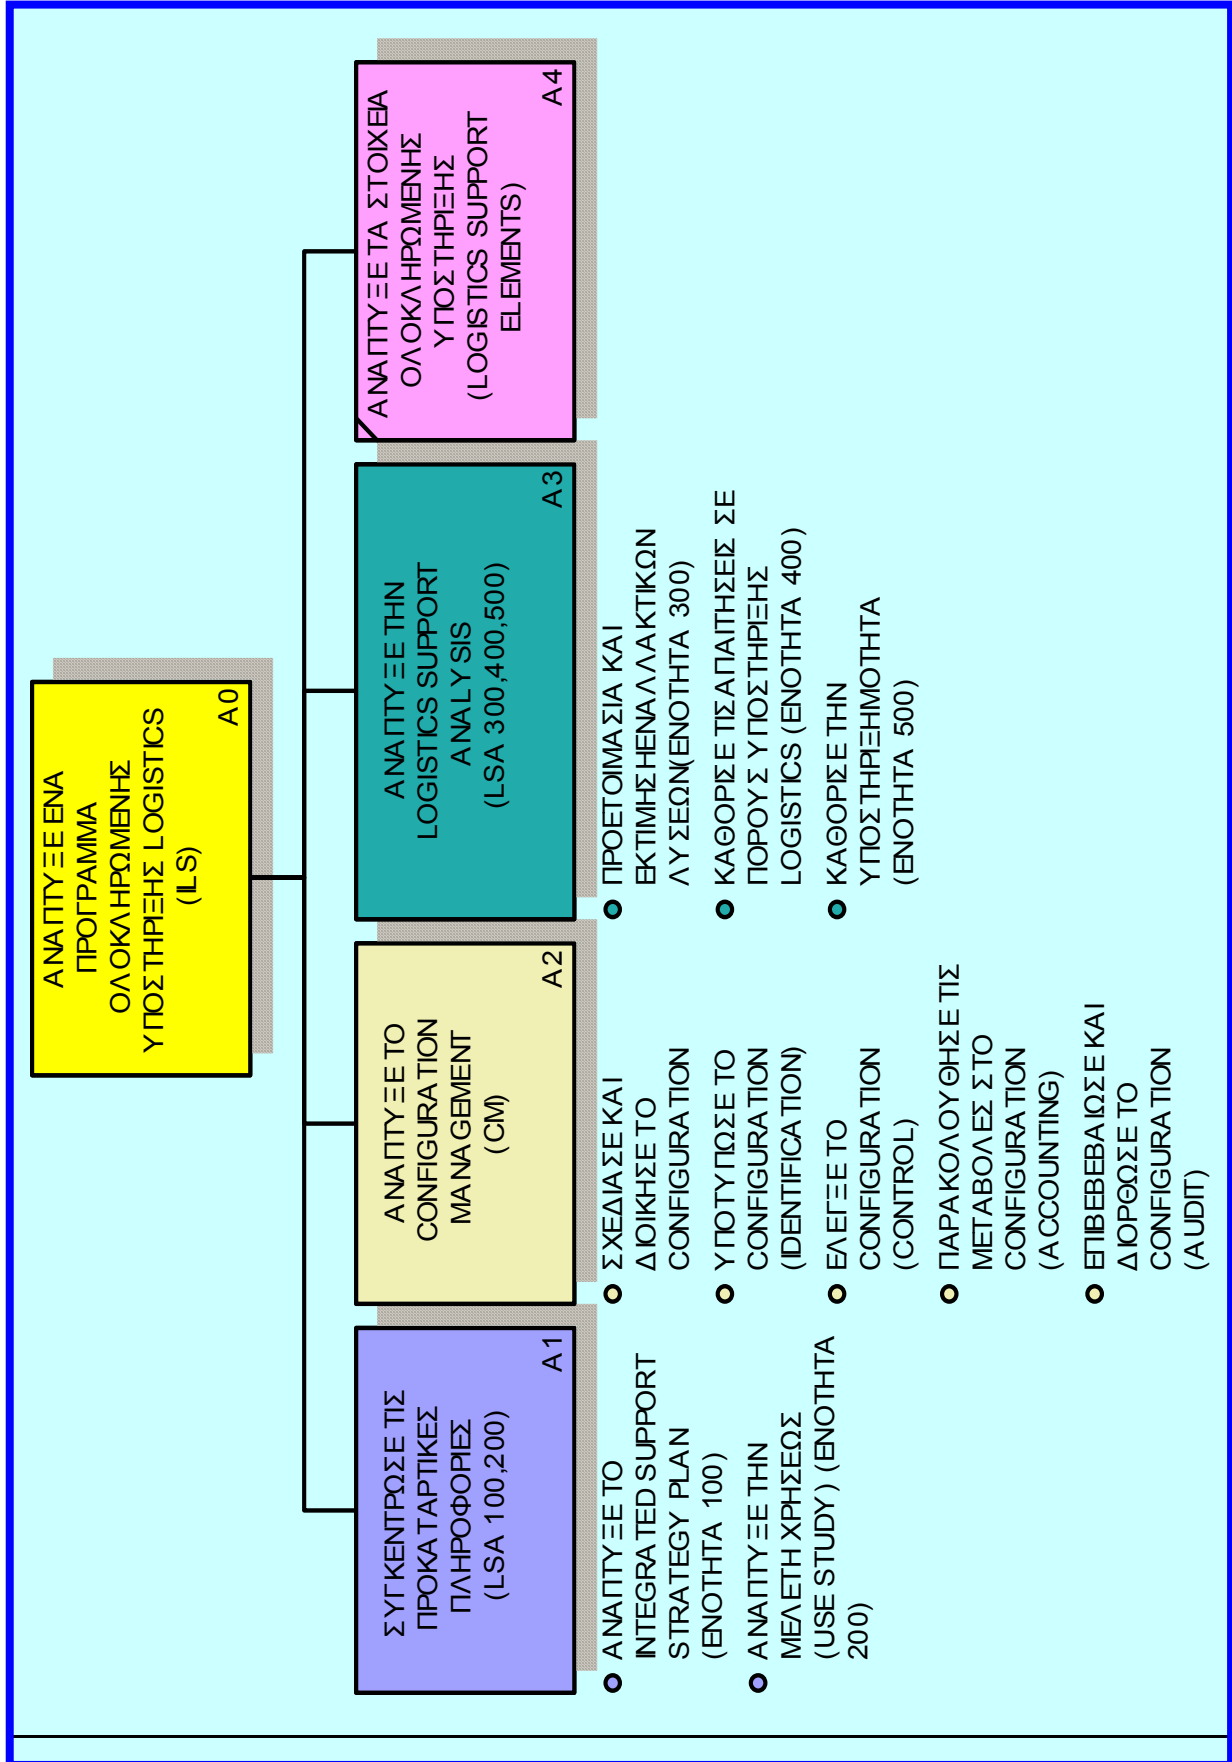 ΑΝΑΠΤΥΞΕ ΕΝΑ
ΠΡΟΓΡΑΜΜΑ
ΟΛΟΚΛΗΡΩΜΕΝΗΣ
ΥΠΟΣΤΗΡΙΞΗΣ LOGISTICS
(ILS)
A0
ΣΥΓΚΕΝΤΡΩΣΕ ΤΙΣ
ΠΡΟΚΑΤΑΡΤΙΚΕΣ
ΠΛΗΡΟΦΟΡΙΕΣ
(LSA 100,200)
A1
ΑΝΑΠΤΥΞΕ ΤΟ
INTEGRATED SUPPORT
STRATEGY PLAN
(ΕΝΟΤΗΤΑ 100)
ΑΝΑΠΤΥΞΕ ΤΗΝ
ΜΕΛΕΤΗ ΧΡΗΣΕΩΣ
(USE STUDY) (ΕΝΟΤΗΤΑ
200)
ΑΝΑΠΤΥΞΕ ΤΟ
CONFIGURATION
MANAGEMENT
(CM)
A2
ΣΧΕΔΙΑΣΕ ΚΑΙ
ΔΙΟΙΚΗΣΕ ΤΟ
CONFIGURATION
ΥΠΟΤΥΠΩΣΕ ΤΟ
CONFIGURATION
(IDENTIFICATION)
ΕΛΕΓΞΕ ΤΟ
CONFIGURATION
(CONTROL)
ΠΑΡΑΚΟΛΟΥΘΗΣΕ ΤΙΣ
ΜΕΤΑΒΟΛΕΣ ΣΤΟ
CONFIGURATION
(ACCOUNTING)
ΕΠΙΒΕΒΕΒΑΙΩΣΕ ΚΑΙ
ΔΙΟΡΘΩΣΕ ΤΟ
CONFIGURATION
(AUDIT)
ΑΝΑΠΤΥΞΕ ΤΗΝ
LOGISTICS SUPPORT
ANALYSIS
(LSA 300,400,500)
A3
ΠΡΟΕΤΟΙΜΑΣΙΑ ΚΑΙ
ΕΚΤΙΜΗΣΗ ΕΝΑΛΛΑΚΤΙΚΩΝ
ΛΥΣΕΩΝ(ΕΝΟΤΗΤΑ 300)
ΚΑΘΟΡΙΣΕ ΤΙΣ ΑΠΑΙΤΗΣΕΙΣ ΣΕ
ΠΟΡΟΥΣ ΥΠΟΣΤΗΡΙΞΗΣ
LOGISTICS (ΕΝΟΤΗΤΑ 400)
ΚΑΘΟΡΙΣΕ ΤΗΝ
ΥΠΟΣΤΗΡΙΞΗΜΟΤΗΤΑ
(ΕΝΟΤΗΤΑ 500)
ΑΝΑΠΤΥΞΕ ΤΑ ΣΤΟΙΧΕΙΑ
ΟΛΟΚΛΗΡΩΜΕΝΗΣ
ΥΠΟΣΤΗΡΙΞΗΣ
(LOGISTICS SUPPORT
ELEMENTS)
A4